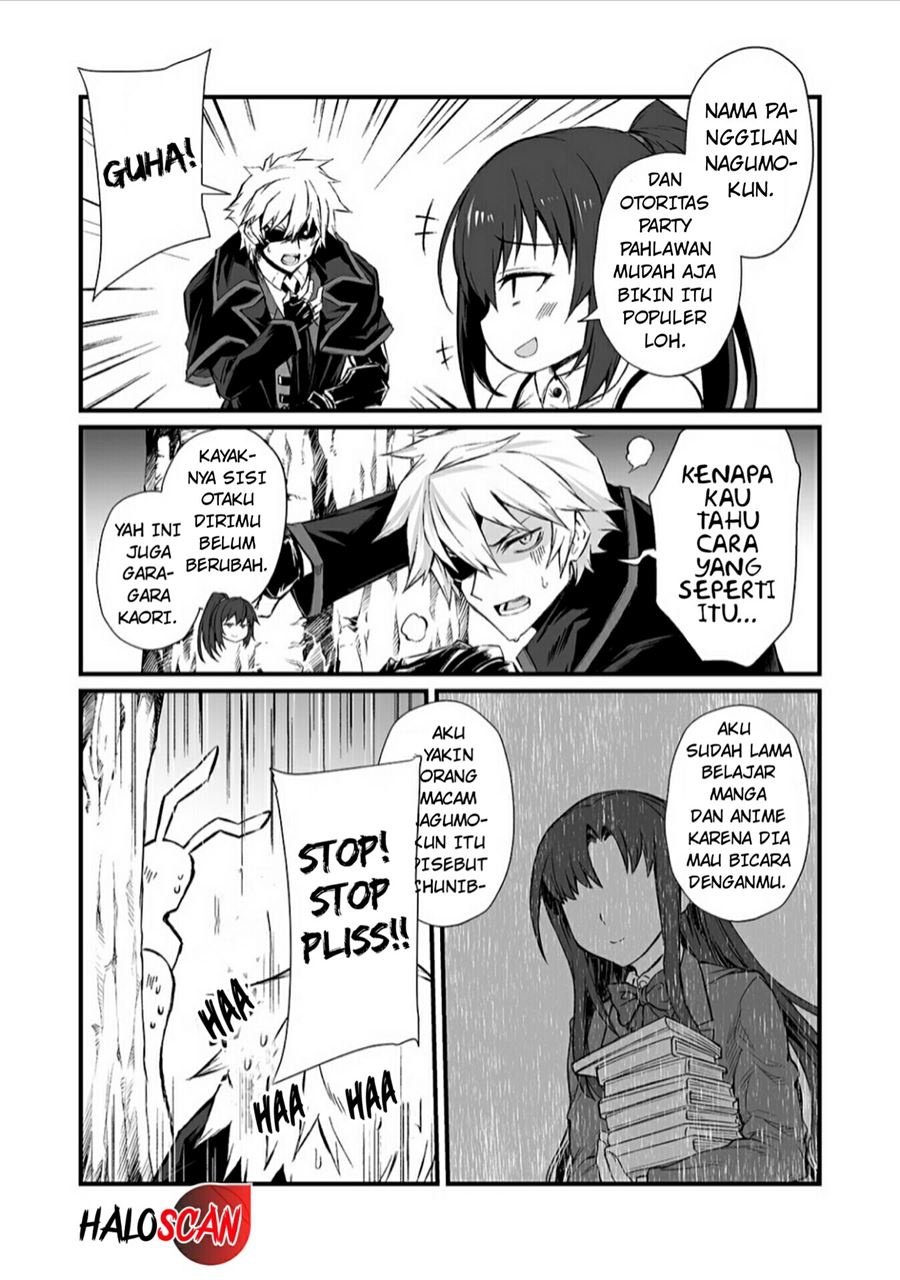 NAMA PA-
NGGILAN
NAGUMO-
KUN.
DAN
OTORITAS
PARTY
PAHLAWAN
MUDAH AJA
BIKIN ITU
POPULER
LOH.
GUHA!
KENAPA
KAU
TAHU
CARA
YANG
SEPERTI
ITU...
KAYAK-
NYA SISI
OTAKU
DIRIMU
BELUM
BERUBAH.
YAH INI
JUGA
GARA-
GARA
KAORI.
AKU
SUDAH LAMA
BELAJAR
MANGA
DAN ANIME
KARENA DIA
MAU BICARA
DENGANMU.
AKU
YAKIN
ORANG
MACAM
NAGUMO-
KUN ITU
DISEBUT
CHUNIB-
STOP!
STOP
PLISS!!
HAA
HAA
HAA
HALOSCAN